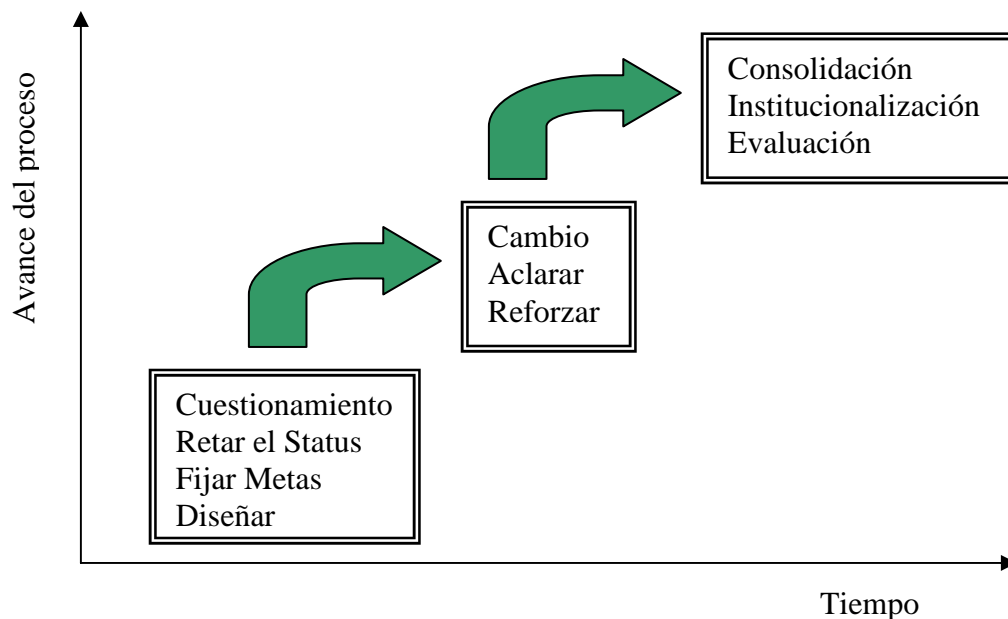 Avance del proceso
Consolidación
Institucionalización
Evaluación
Cambio
Aclarar
Reforzar
Cuestionamiento
Retar el Status
Fijar Metas
Diseñar
Tiempo